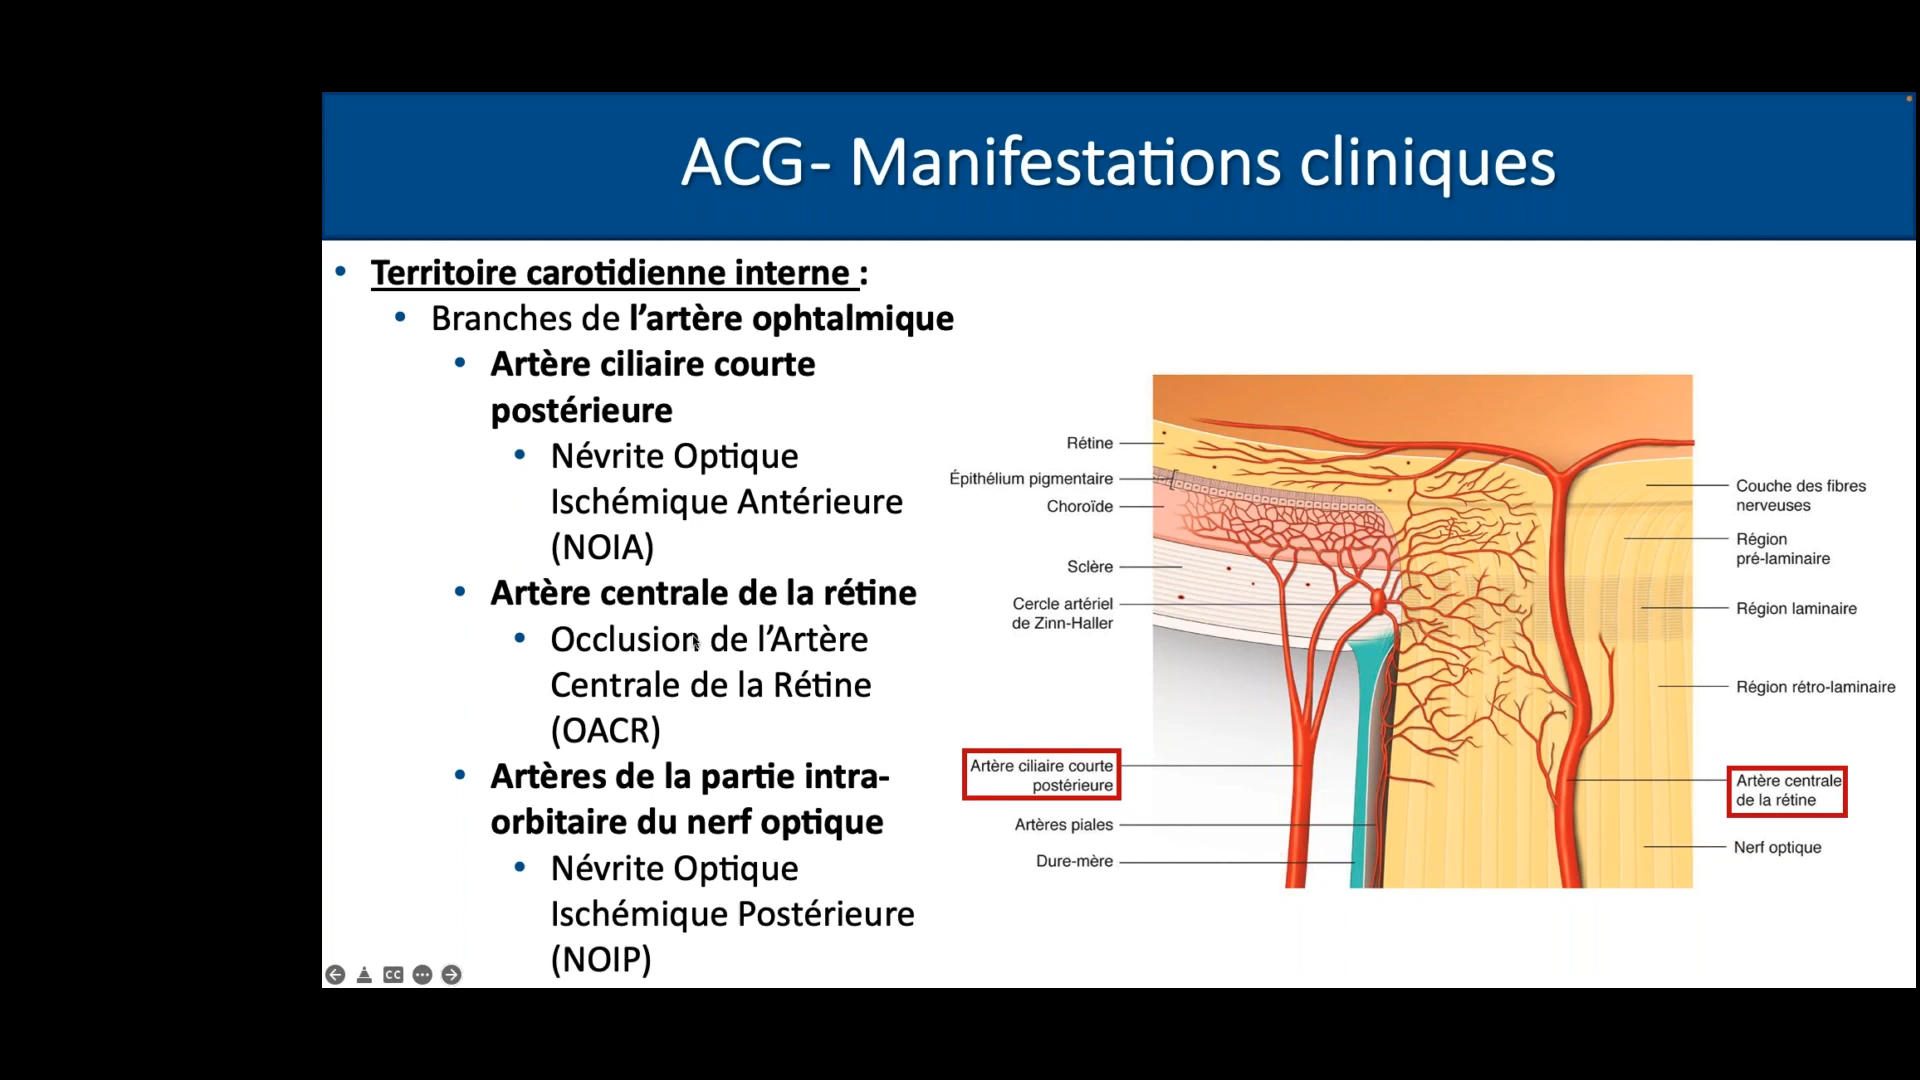 ACG- Manifestations cliniques
• Territoire carotidienne interne :
• Branches de l’artère ophtalmique
• Artère ciliaire courte
postérieure
• Névrite Optique
Ischémique Antérieure
(NOIA)
• Artère centrale de la rétine
• Occlusion de l’Artère
Centrale de la Rétine
(OACR)
• Artères de la partie intra-
orbitaire du nerf optique
• Névrite Optique
Ischémique Postérieure
(NOIP)
Rétine
Épithélium pigmentaire
Choroïde
Sclère
Cercle artériel
de Zinn-Haller
Artère ciliaire courte
postérieure
Artères piales
Dure-mère
Couche des fibres
nerveuses
Région
pré-laminaire
Région laminaire
Région rétro-laminaire
Artère centrale
de la rétine
Nerf optique
CC